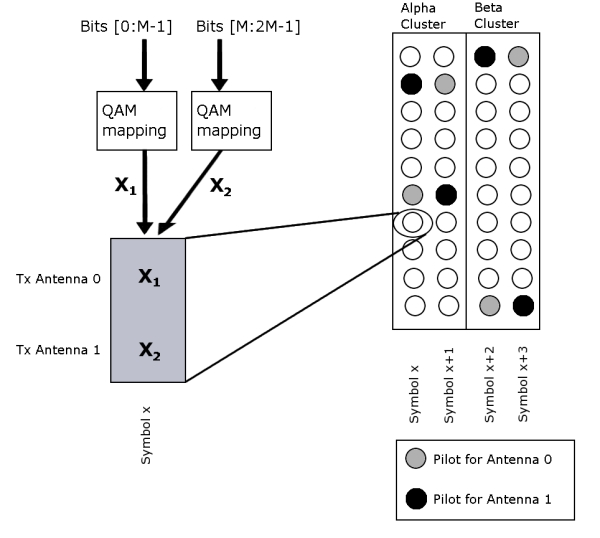 Bits [0:M-1]
Bits [M:2M-1]
QAM
mapping
QAM
mapping
X₁
X₂
Tx Antenna 0
X₁
Tx Antenna 1
X₂
Symbol x
Alpha
Cluster
Beta
Cluster
Symbol x
Symbol x+1
Symbol x+2
Symbol x+3
Pilot for Antenna 0
Pilot for Antenna 1